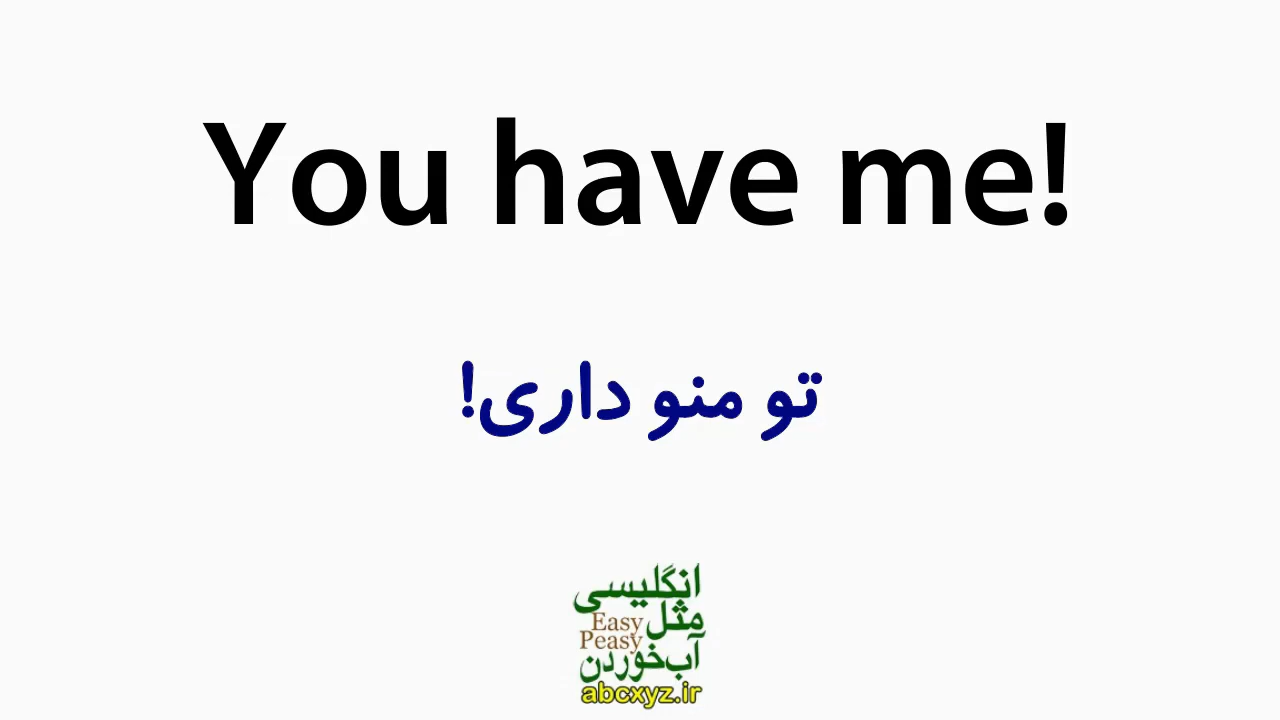 You have me!
تو منو داری!
انگلیسی
مثل
Easy
Peasy
آب‌خوردن
abcxyz.ir